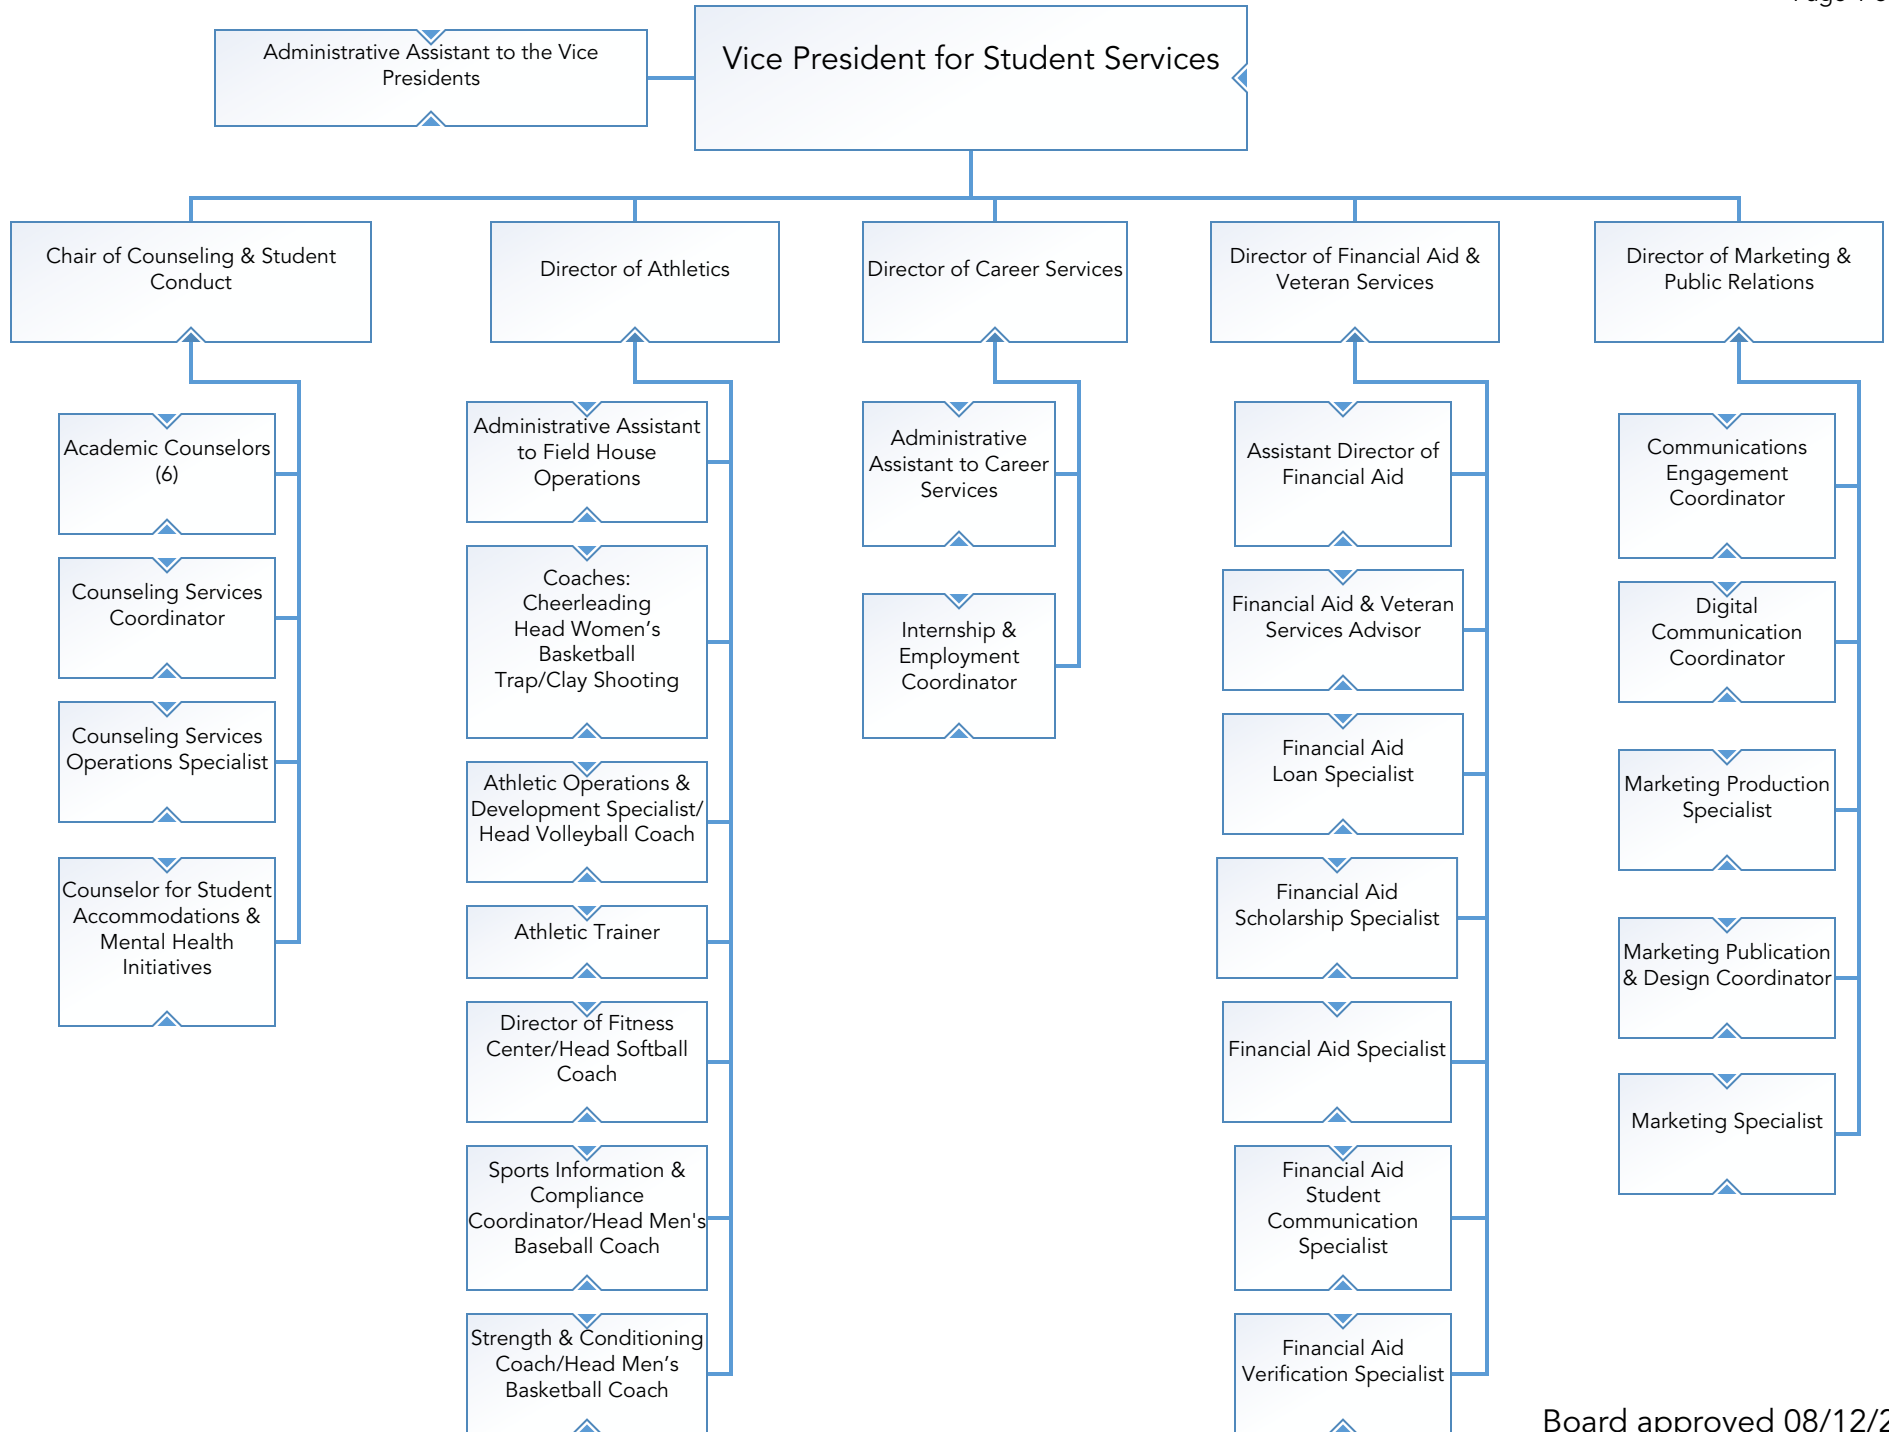 Administrative Assistant to the Vice
Presidents
Vice President for Student Services
Chair of Counseling & Student
Conduct
Director of Athletics
Director of Career Services
Director of Financial Aid &
Veteran Services
Director of Marketing &
Public Relations
Academic Counselors
(6)
Counseling Services
Coordinator
Counseling Services
Operations Specialist
Counselor for Student
Accommodations &
Mental Health
Initiatives
Administrative Assistant
to Field House
Operations
Coaches:
Cheerleading
Head Women’s
Basketball
Trap/Clay Shooting
Athletic Operations &
Development Specialist/
Head Volleyball Coach
Athletic Trainer
Director of Fitness
Center/Head Softball
Coach
Sports Information &
Compliance
Coordinator/Head Men's
Baseball Coach
Strength & Conditioning
Coach/Head Men’s
Basketball Coach
Administrative
Assistant to Career
Services
Internship &
Employment
Coordinator
Assistant Director of
Financial Aid
Financial Aid & Veteran
Services Advisor
Financial Aid
Loan Specialist
Financial Aid
Scholarship Specialist
Financial Aid Specialist
Financial Aid
Student
Communication
Specialist
Financial Aid
Verification Specialist
Communications
Engagement
Coordinator
Digital
Communication
Coordinator
Marketing Production
Specialist
Marketing Publication
& Design Coordinator
Marketing Specialist
Board approved 08/12/2